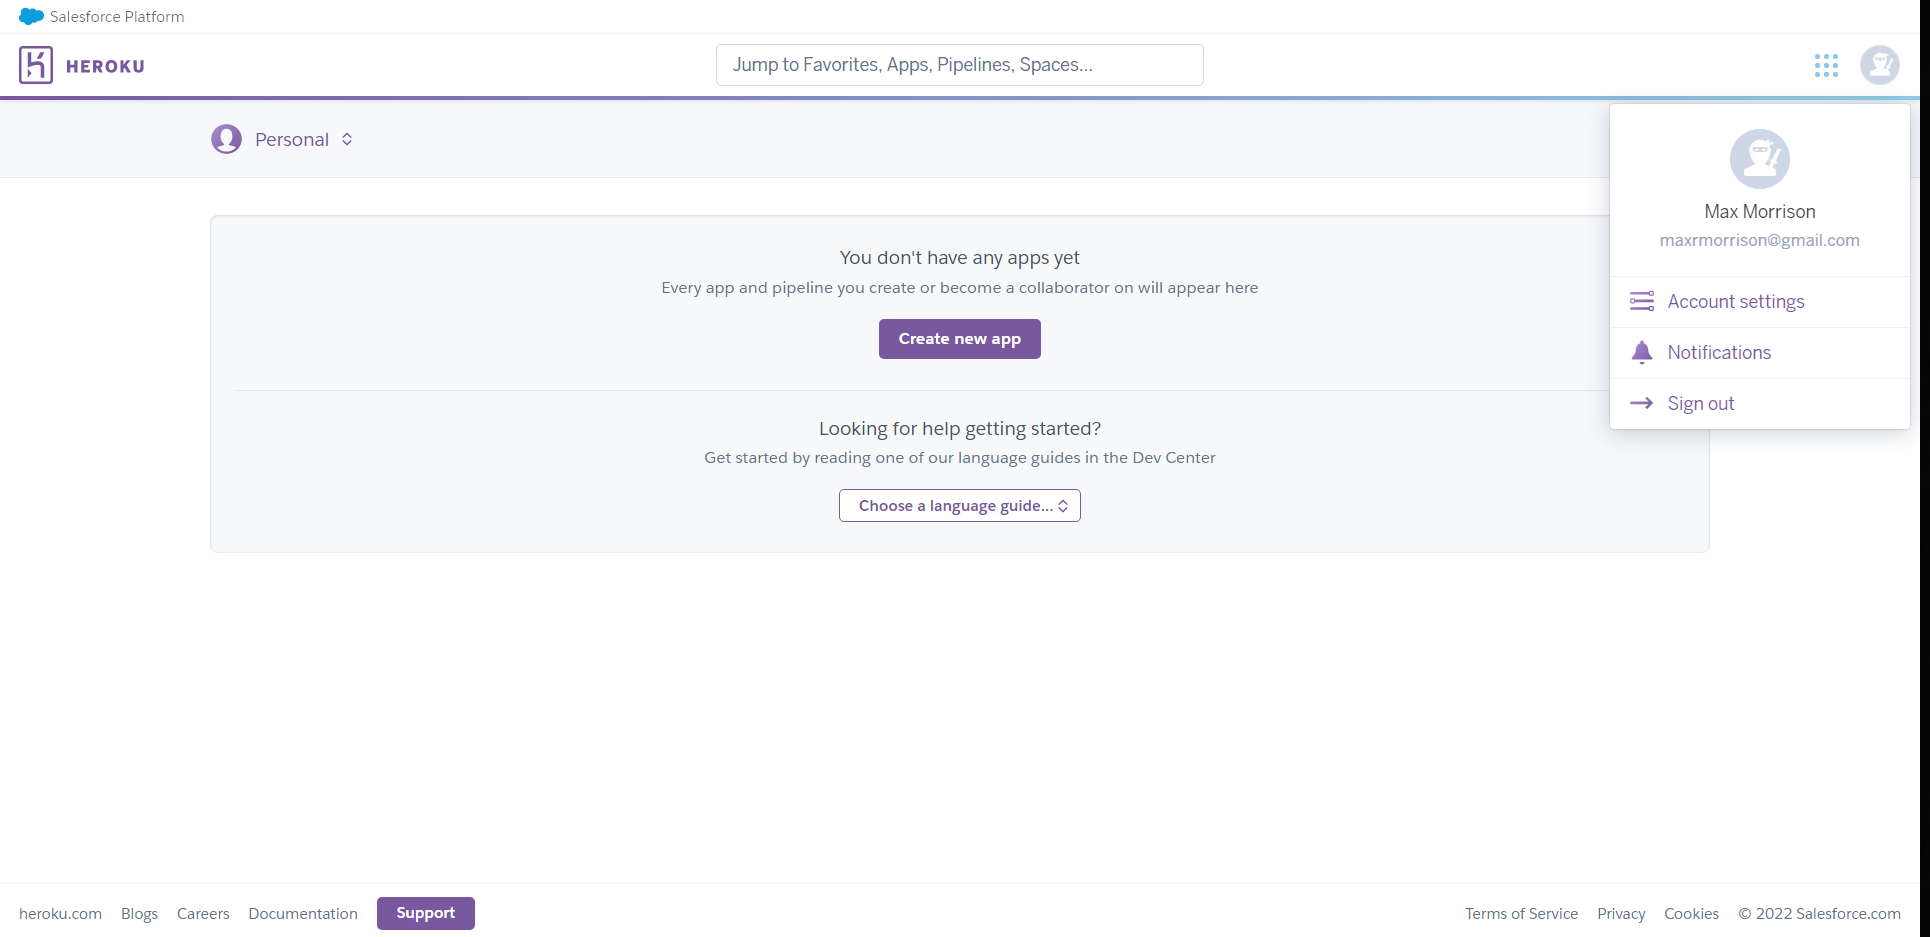 Salesforce Platform
HEROKU
Jump to Favorites, Apps, Pipelines, Spaces...
Personal
Max Morrison
maxrmorrison@gmail.com
Account settings
Notifications
Sign out
You don't have any apps yet
Every app and pipeline you create or become a collaborator on will appear here
Create new app
Looking for help getting started?
Get started by reading one of our language guides in the Dev Center
Choose a language guide...
heroku.com Blogs Careers Documentation Support Terms of Service Privacy Cookies © 2022 Salesforce.com